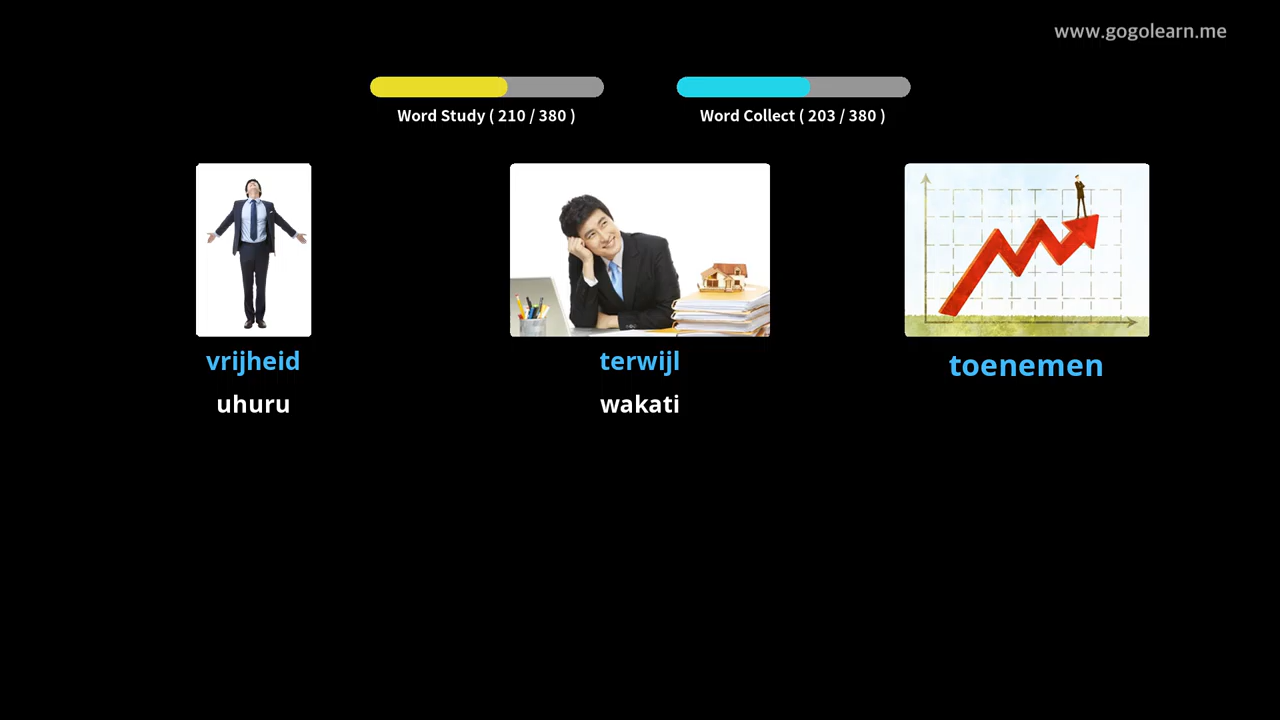 www.gogolearn.me
Word Study ( 210 / 380 )
Word Collect ( 203 / 380 )
vrijheid
terwijl
toenemen
uhuru
wakati